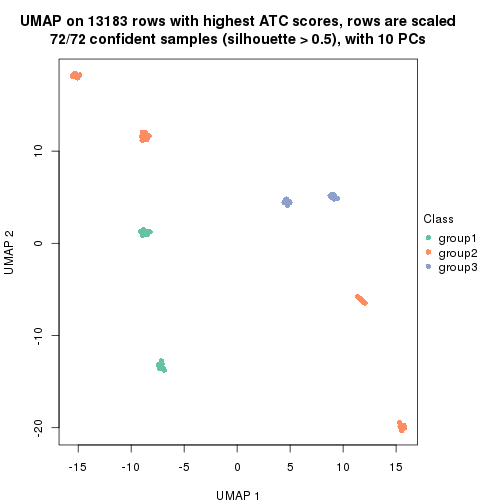 UMAP on 13183 rows with highest ATC scores, rows are scaled
72/72 confident samples (silhouette > 0.5), with 10 PCs
UMAP 2
10
0
-10
-20
Class
group1
group2
group3
-15 -10 -5 0 5 10 15
UMAP 1